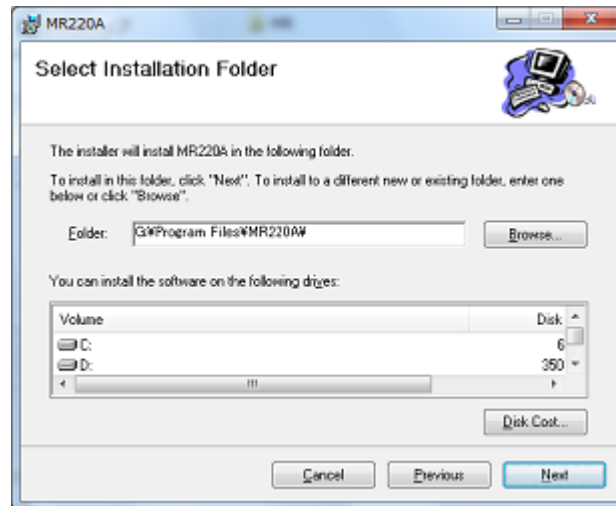 MR220A
Select Installation Folder
The installer will install MR220A in the following folder.
To install in this folder, click "Next". To install to a different new or existing folder, enter one
below or click "Browse".
Folder: G:¥Program Files¥MR220A¥ Browse...
You can install the software on the following drives:
Volume Disk
C: 6
D: 350
Disk Cost...
Cancel Previous Next